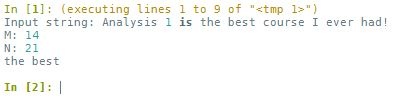 In [1]: (executing lines 1 to 9 of "<tmp 1>")
Input string: Analysis 1 is the best course I ever had!
M: 14
N: 21
the best
In [2]: